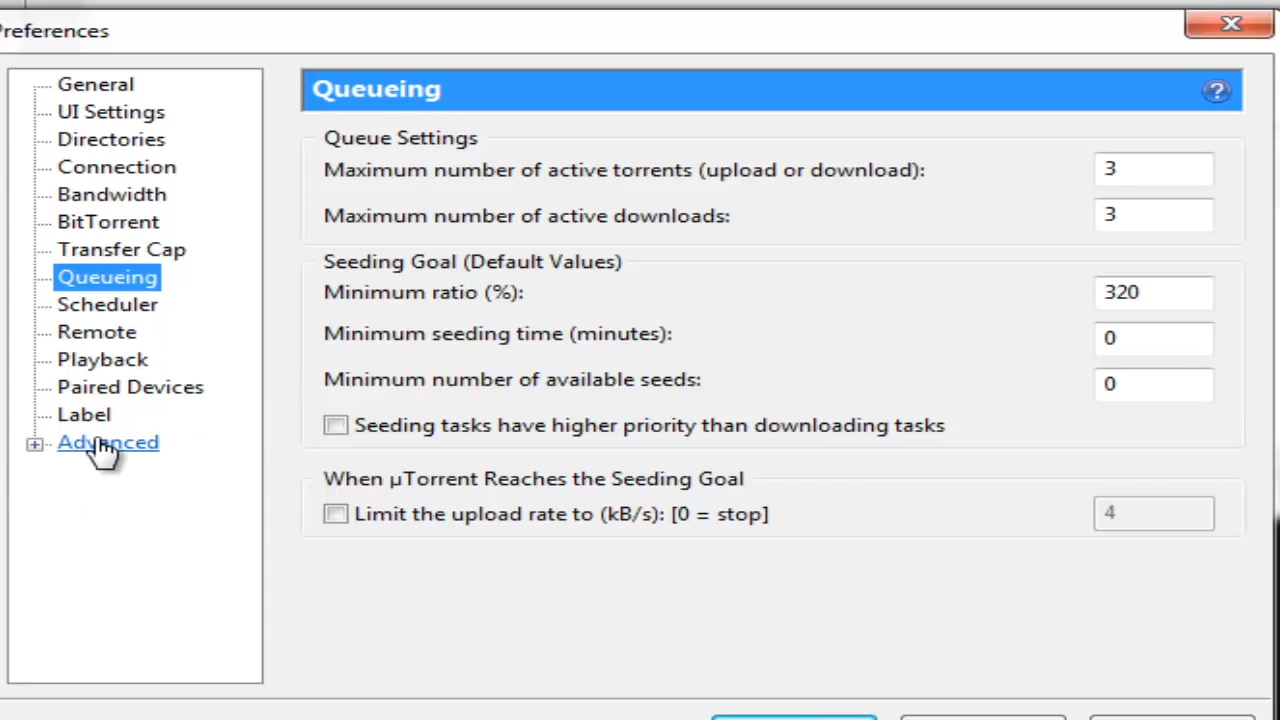 Preferences
General
UI Settings
Directories
Connection
Bandwidth
BitTorrent
Transfer Cap
Queueing
Scheduler
Remote
Playback
Paired Devices
Label
Advanced
Queueing
?
Queue Settings
Maximum number of active torrents (upload or download): 3
Maximum number of active downloads: 3
Seeding Goal (Default Values)
Minimum ratio (%): 320
Minimum seeding time (minutes): 0
Minimum number of available seeds: 0
Seeding tasks have higher priority than downloading tasks
When µTorrent Reaches the Seeding Goal
Limit the upload rate to (kB/s): [0 = stop] 4